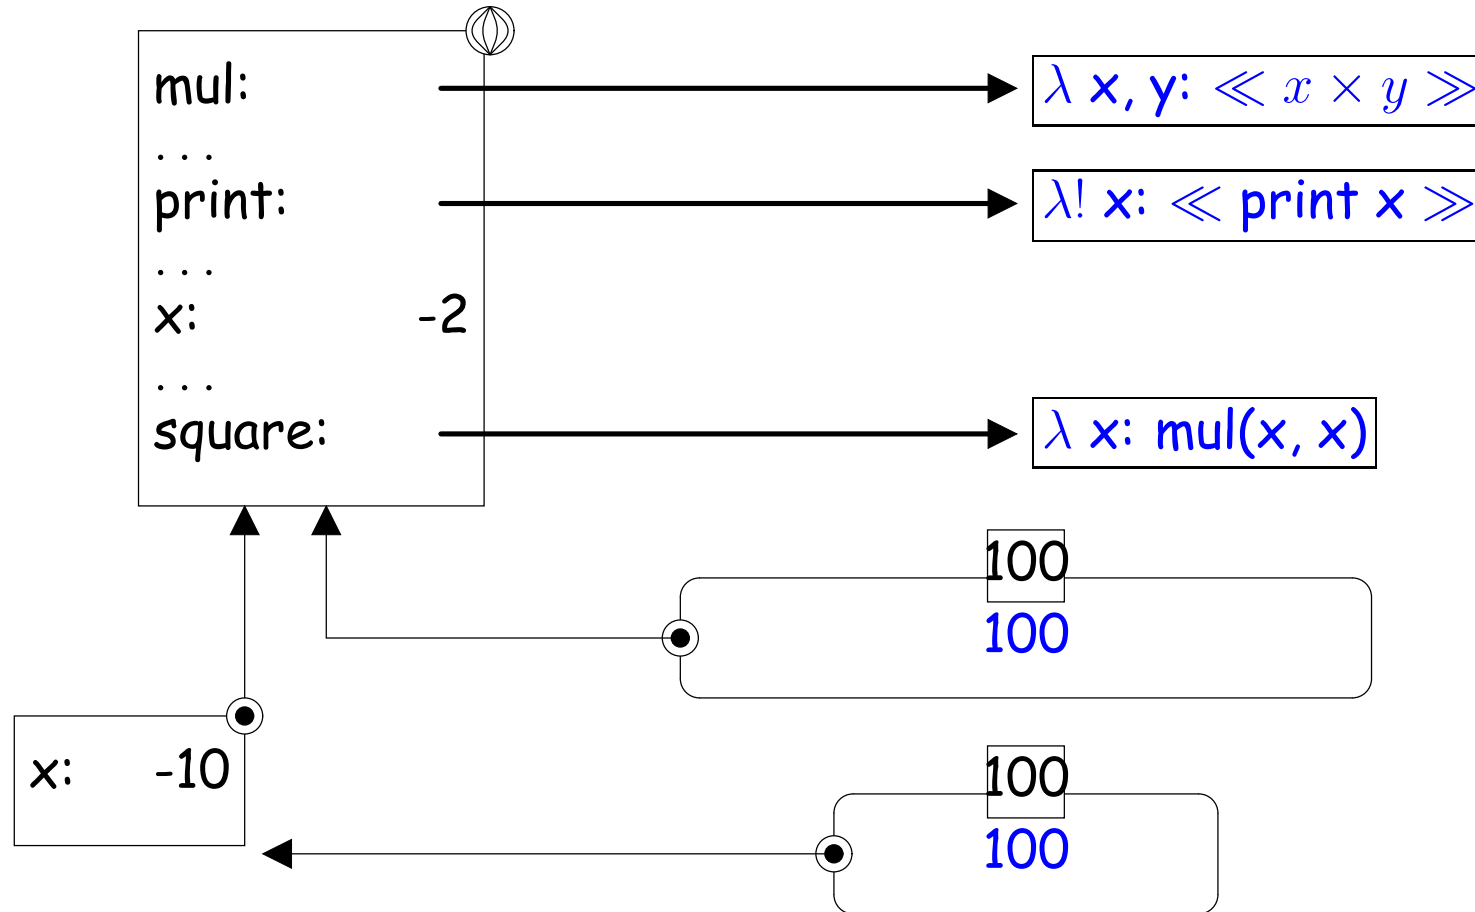 mul: λ x, y: ≪ x × y ≫
. . .
print: λ! x: ≪ print x ≫
. . .
x: -2
. . .
square: λ x: mul(x, x)
100
100
x: -10
100
100